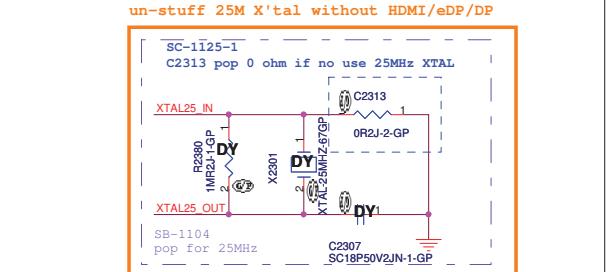 un-stuff 25M X'tal without HDMI/eDP/DP
SC-1125-1
C2313 pop 0 ohm if no use 25MHz XTAL
C2313
XTAL25_IN
1
0R2J-2-GP
1
1
R2380
1MR2J-1-GP
DY
X2301
DY
XTAL-25MHZ-67GP
2
2
XTAL25_OUT
DY
1
SB-1104
pop for 25MHz
C2307
SC18P50V2JN-1-GP